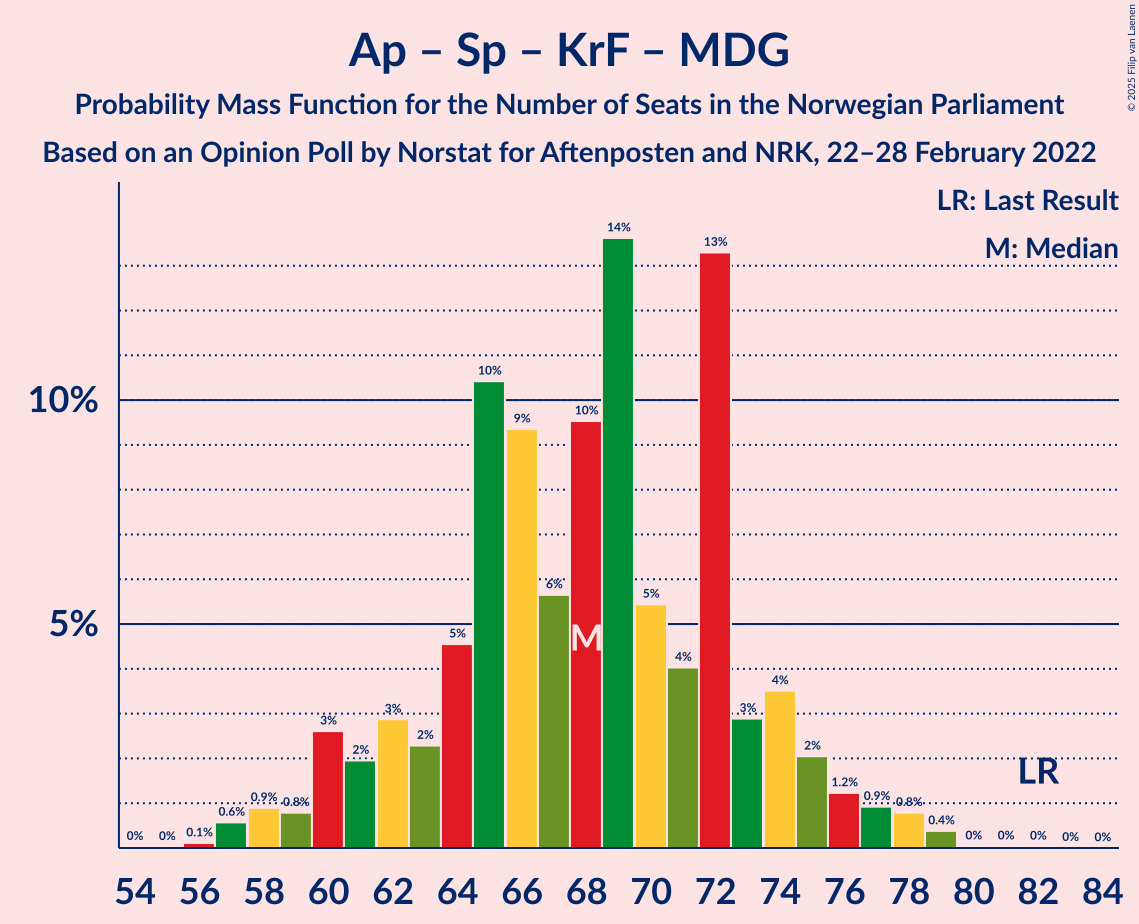 © 2025 Filip van Laenen
Ap – Sp – KrF – MDG
Probability Mass Function for the Number of Seats in the Norwegian Parliament
Based on an Opinion Poll by Norstat for Aftenposten and NRK, 22–28 February 2022
LR: Last Result
M: Median
10%
5%
0% 0% 0.1% 0.6% 0.9% 0.8% 3% 2% 3% 2% 5% 10% 9% 6% 10% 14% 5% 4% 13% 3% 4% 2% 1.2% 0.9% 0.8% 0.4% 0% 0% 0% 0% 0%
M
LR
54 56 58 60 62 64 66 68 70 72 74 76 78 80 82 84